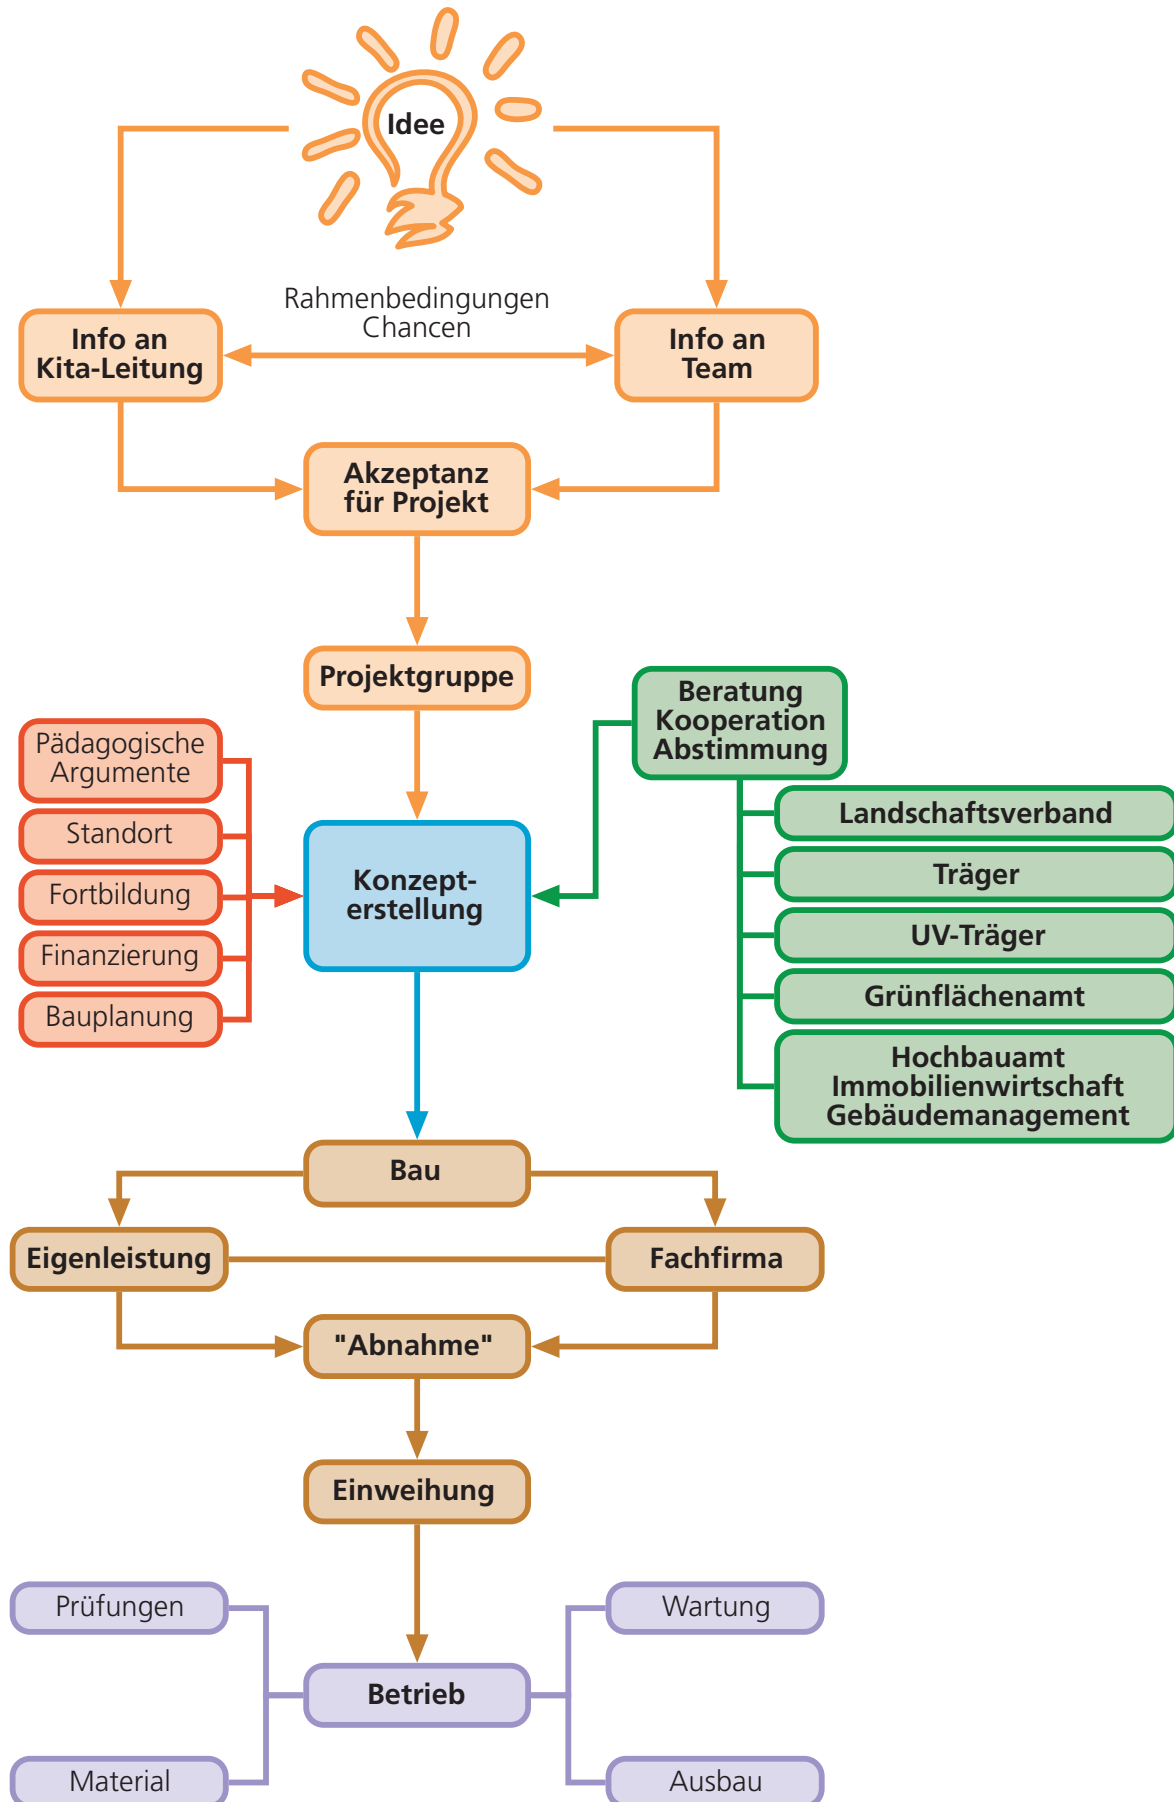 Idee
Rahmenbedingungen
Chancen
Info an
Kita-Leitung
Info an
Team
Akzeptanz
für Projekt
Projektgruppe
Beratung
Kooperation
Abstimmung
Pädagogische
Argumente
Standort
Fortbildung
Finanzierung
Bauplanung
Konzept-
erstellung
Landschaftsverband
Träger
UV-Träger
Grünflächenamt
Hochbauamt
Immobilienwirtschaft
Gebäudemanagement
Bau
Eigenleistung
Fachfirma
"Abnahme"
Einweihung
Prüfungen
Wartung
Betrieb
Material
Ausbau